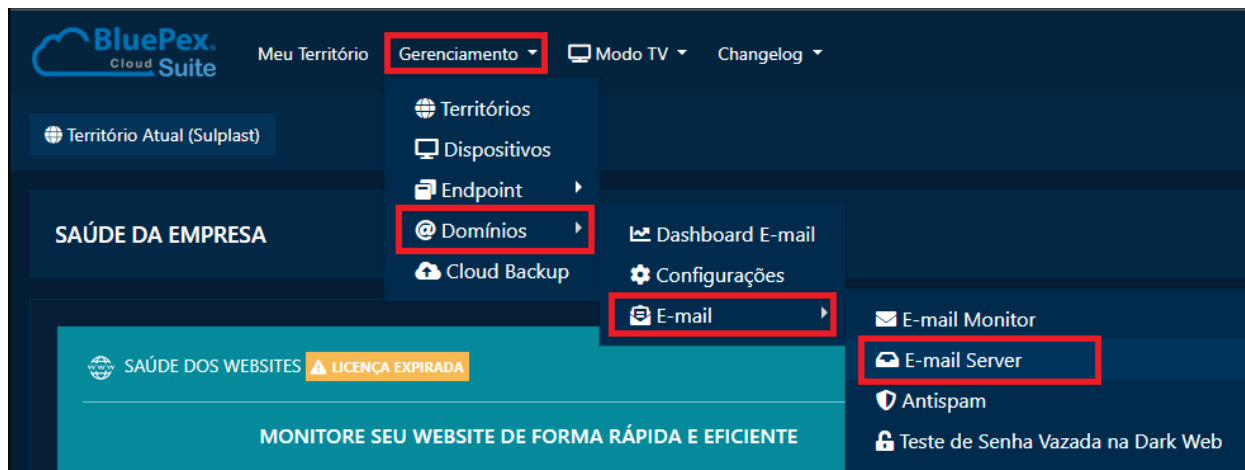 BluePex®
Cloud Suite
Meu Território Gerenciamento Modo TV Changelog
Territórios
Território Atual (Sulplast)
Dispositivos
Endpoint
SAÚDE DA EMPRESA
@ Domínios
Dashboard E-mail
Cloud Backup
Configurações
E-mail
E-mail Monitor
SAÚDE DOS WEBSITES LICENÇA EXPIRADA
E-mail Server
Antispam
MONITORE SEU WEBSITE DE FORMA RÁPIDA E EFICIENTE
Teste de Senha Vazada na Dark Web